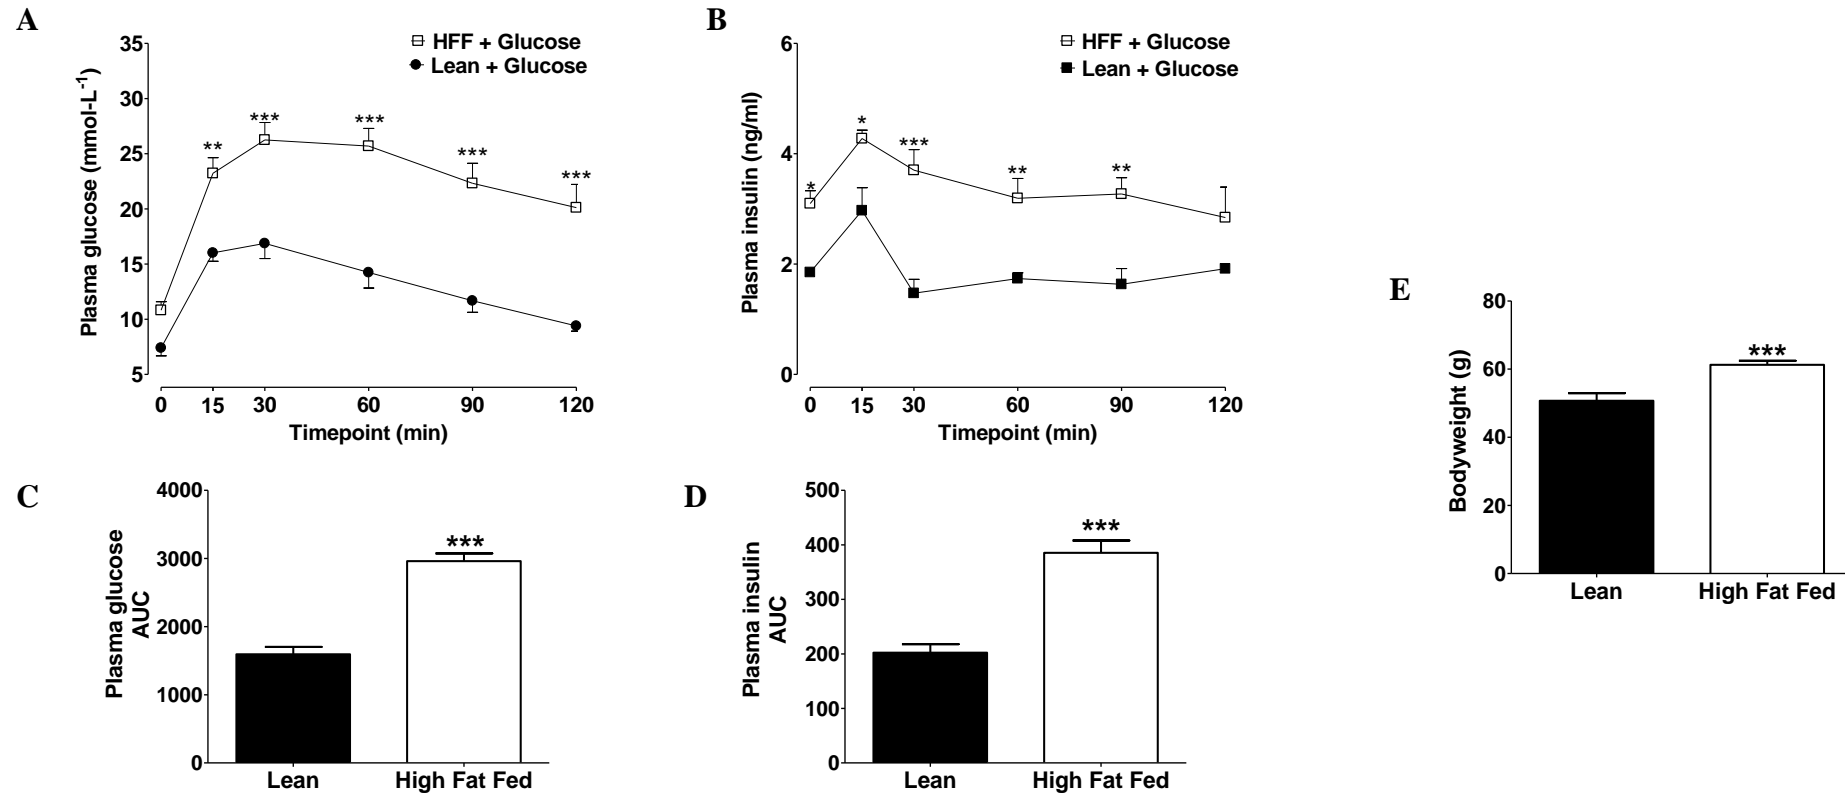 A
HFF + Glucose
Lean + Glucose
Plasma glucose (mmol-L-1)
35
30
25
20
15
10
5
**
***
***
***
***
0 15 30 60 90 120
Timepoint (min)
B
HFF + Glucose
Lean + Glucose
Plasma insulin (ng/ml)
6
4
2
0
*
*
***
**
**
0 15 30 60 90 120
Timepoint (min)
C
Plasma glucose
AUC
4000
3000
2000
1000
0
***
Lean High Fat Fed
D
Plasma insulin
AUC
500
400
300
200
100
0
***
Lean High Fat Fed
E
Bodyweight (g)
80
60
40
20
0
***
Lean High Fat Fed